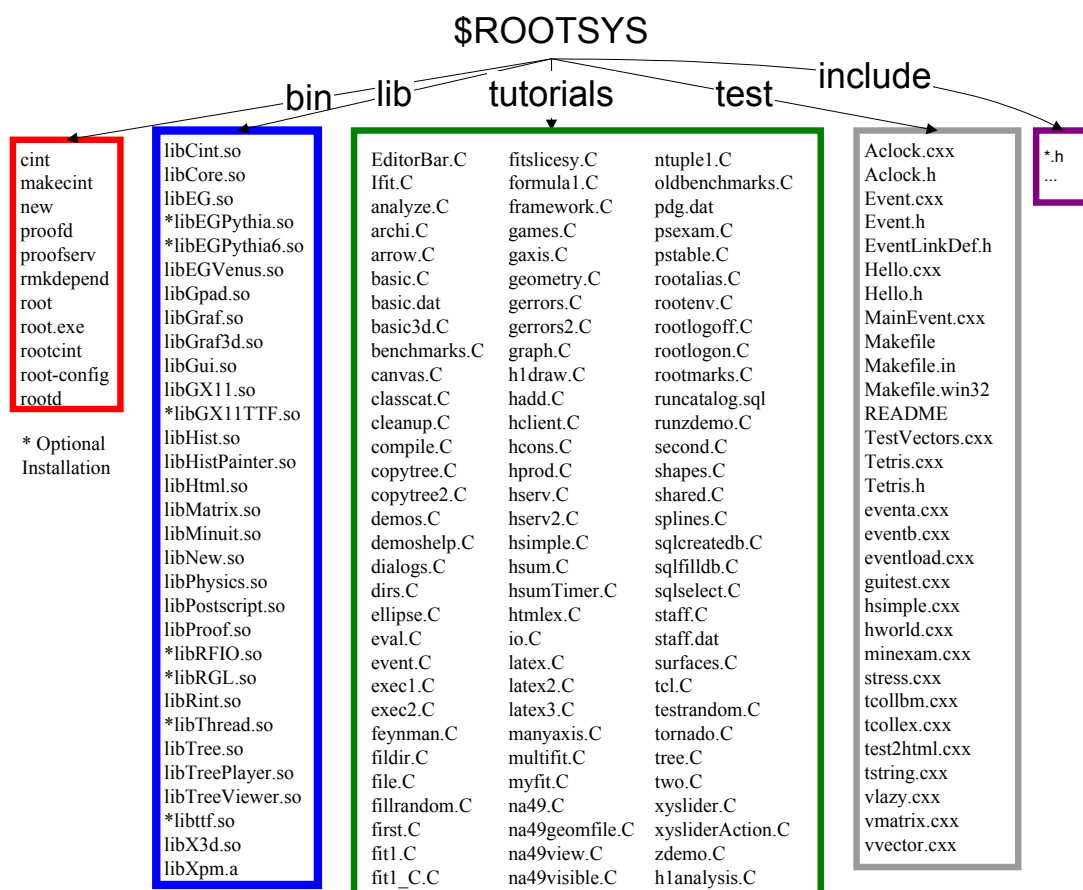 $ROOTSYS
bin
lib
tutorials
test
include
cint
makecint
new
proofd
proofserv
rmkdepend
root
root.exe
rootcint
root-config
rootd
* Optional
Installation
libCint.so
libCore.so
libEG.so
*libEGPythia.so
*libEGPythia6.so
libEGVenus.so
libGpad.so
libGraf.so
libGraf3d.so
libGui.so
libGX11.so
*libGX11TTF.so
libHist.so
libHistPainter.so
libHtml.so
libMatrix.so
libMinuit.so
libNew.so
libPhysics.so
libPostscript.so
libProof.so
*libRFIO.so
*libRGL.so
libRint.so
*libThread.so
libTree.so
libTreePlayer.so
libTreeViewer.so
*libttf.so
libX3d.so
libXpm.a
EditorBar.C
Ifit.C
analyze.C
archi.C
arrow.C
basic.C
basic.dat
basic3d.C
benchmarks.C
canvas.C
classcat.C
cleanup.C
compile.C
copytree.C
copytree2.C
demos.C
demoshelp.C
dialogs.C
dirs.C
ellipse.C
eval.C
event.C
exec1.C
exec2.C
feynman.C
fildir.C
file.C
fillrandom.C
first.C
fit1.C
fit1_C.C
fitslicesy.C
formula1.C
framework.C
games.C
gaxis.C
geometry.C
gerrors.C
gerrors2.C
graph.C
h1draw.C
hadd.C
hclient.C
hcons.C
hprod.C
hserv.C
hserv2.C
hsimple.C
hsum.C
hsumTimer.C
htmlex.C
io.C
latex.C
latex2.C
latex3.C
manyaxis.C
multifit.C
myfit.C
na49.C
na49geomfile.C
na49view.C
na49visible.C
ntuple1.C
oldbenchmarks.C
pdg.dat
psexam.C
pstable.C
rootalias.C
rootenv.C
rootlogoff.C
rootlogon.C
rootmarks.C
runcatalog.sql
runzdemo.C
second.C
shapes.C
shared.C
splines.C
sqlcreatedb.C
sqlfilldb.C
sqlselect.C
staff.C
staff.dat
surfaces.C
tcl.C
testrandom.C
tornado.C
tree.C
two.C
xyslider.C
xysliderAction.C
zdemo.C
h1analysis.C
Aclock.cxx
Aclock.h
Event.cxx
Event.h
EventLinkDef.h
Hello.cxx
Hello.h
MainEvent.cxx
Makefile
Makefile.in
Makefile.win32
README
TestVectors.cxx
Tetris.cxx
Tetris.h
eventa.cxx
eventb.cxx
eventload.cxx
guitest.cxx
hsimple.cxx
hworld.cxx
minexam.cxx
stress.cxx
tcollbm.cxx
tcollex.cxx
test2html.cxx
tstring.cxx
vlazy.cxx
vmatrix.cxx
vvector.cxx
*.h
...